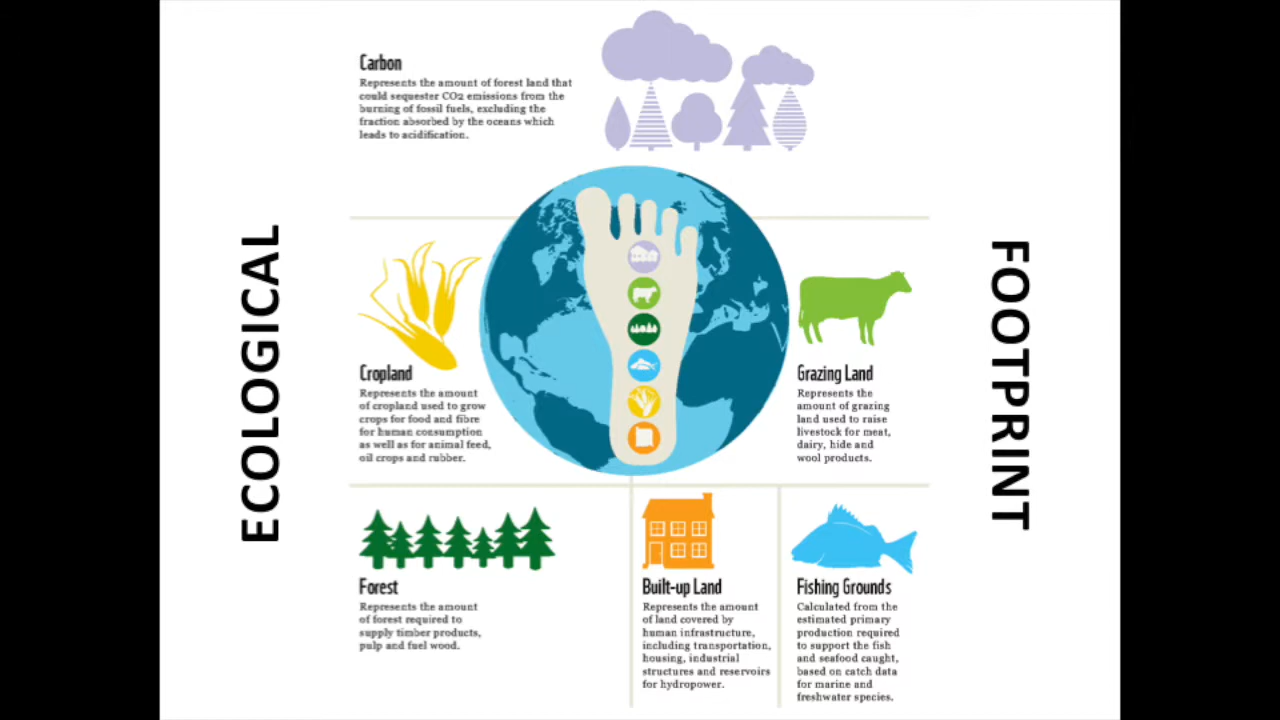 ECOLOGICAL
FOOTPRINT
Carbon
Represents the amount of forest land that
could sequester CO2 emissions from the
burning of fossil fuels, excluding the
fraction absorbed by the oceans which
leads to acidification.
Cropland
Represents the amount
of cropland used to grow
crops for food and fibre
for human consumption
as well as for animal feed,
oil crops and rubber.
Grazing Land
Represents the
amount of grazing
land used to raise
livestock for meat,
dairy, hide and
wool products.
Forest
Represents the amount
of forest required to
supply timber products,
pulp and fuel wood.
Built-up Land
Represents the amount
of land covered by
human infrastructure,
including transportation,
housing, industrial
structures and reservoirs
for hydropower.
Fishing Grounds
Calculated from the
estimated primary
production required
to support the fish
and seafood caught,
based on catch data
for marine and
freshwater species.